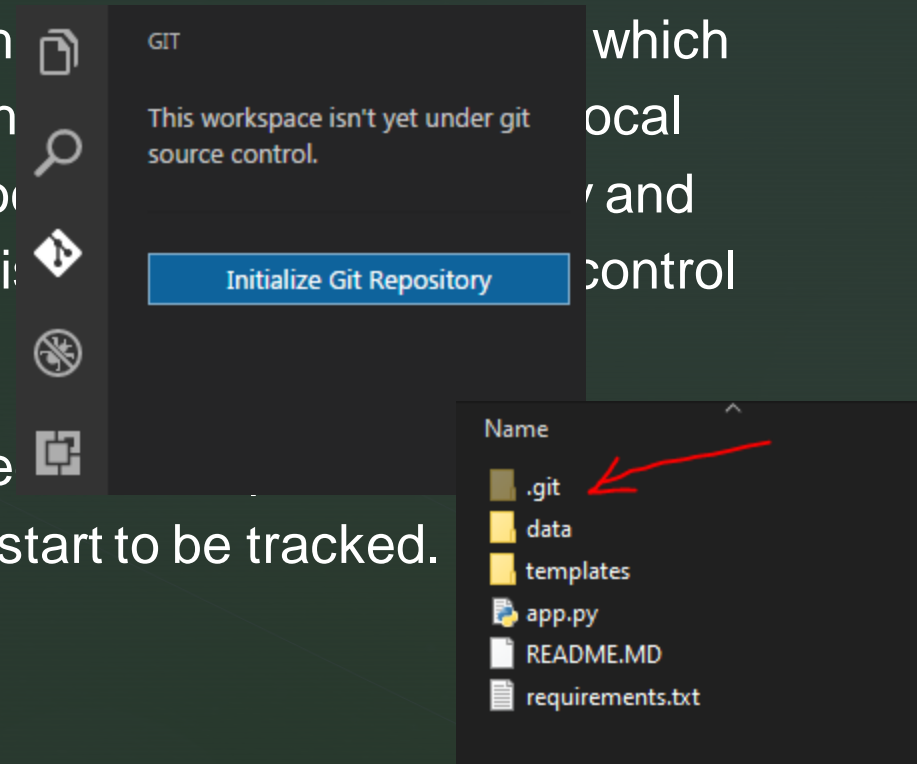 which
GIT
This workspace isn't yet under git
source control.
and
Initialize Git Repository
control
start to be tracked.
Name
.git
data
templates
app.py
README.MD
requirements.txt